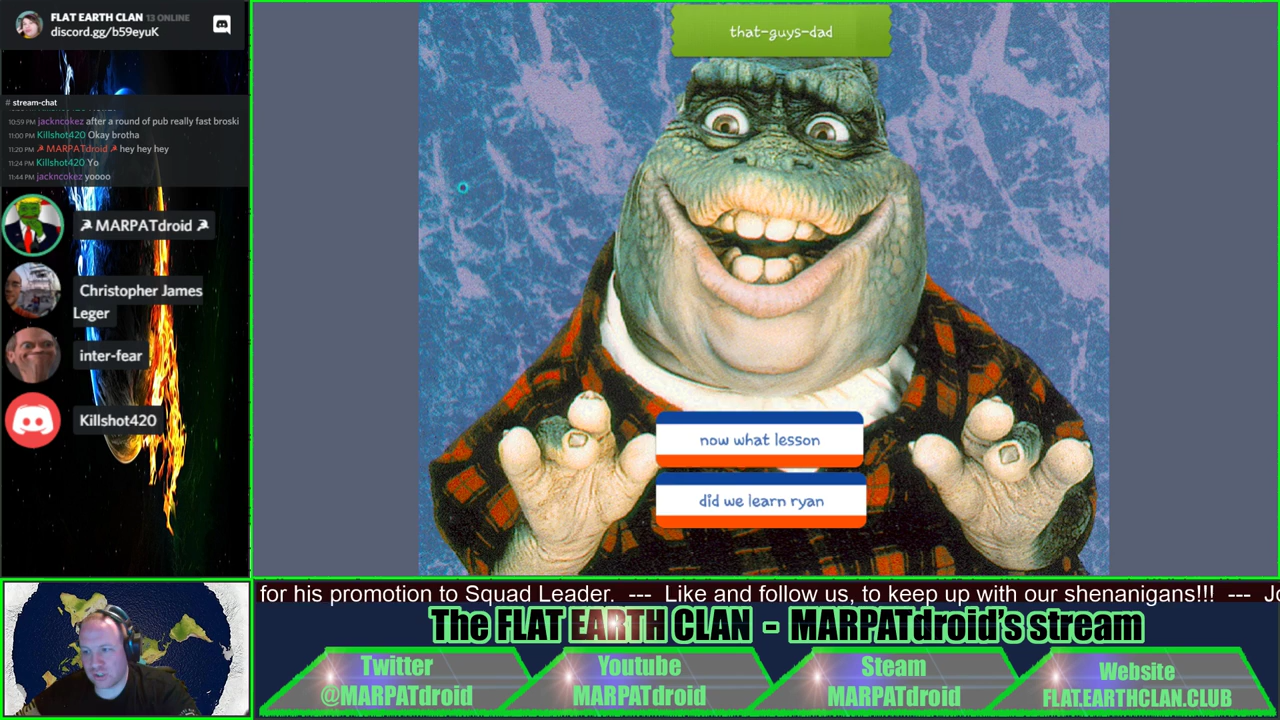 FLAT EARTH CLAN 13 ONLINE
discord.gg/b59eyuK
# stream-chat
10:59 PM jackncokez after a round of pub really fast broski
11:00 PM Killshot420 Okay brotha
11:20 PM ☭ MARPATdroid ☭ hey hey hey
11:24 PM Killshot420 Yo
11:44 PM jackncokez yoooo
☭ MARPATdroid ☭
Christopher James
Leger
inter-fear
Killshot420
that-guys-dad
now what lesson
did we learn ryan
for his promotion to Squad Leader. --- Like and follow us, to keep up with our shenanigans!!! --- Jo
The FLAT EARTH CLAN - MARPATdroid's stream
Twitter
@MARPATdroid
Youtube
MARPATdroid
Steam
MARPATdroid
Website
FLAT.EARTHCLAN.CLUB